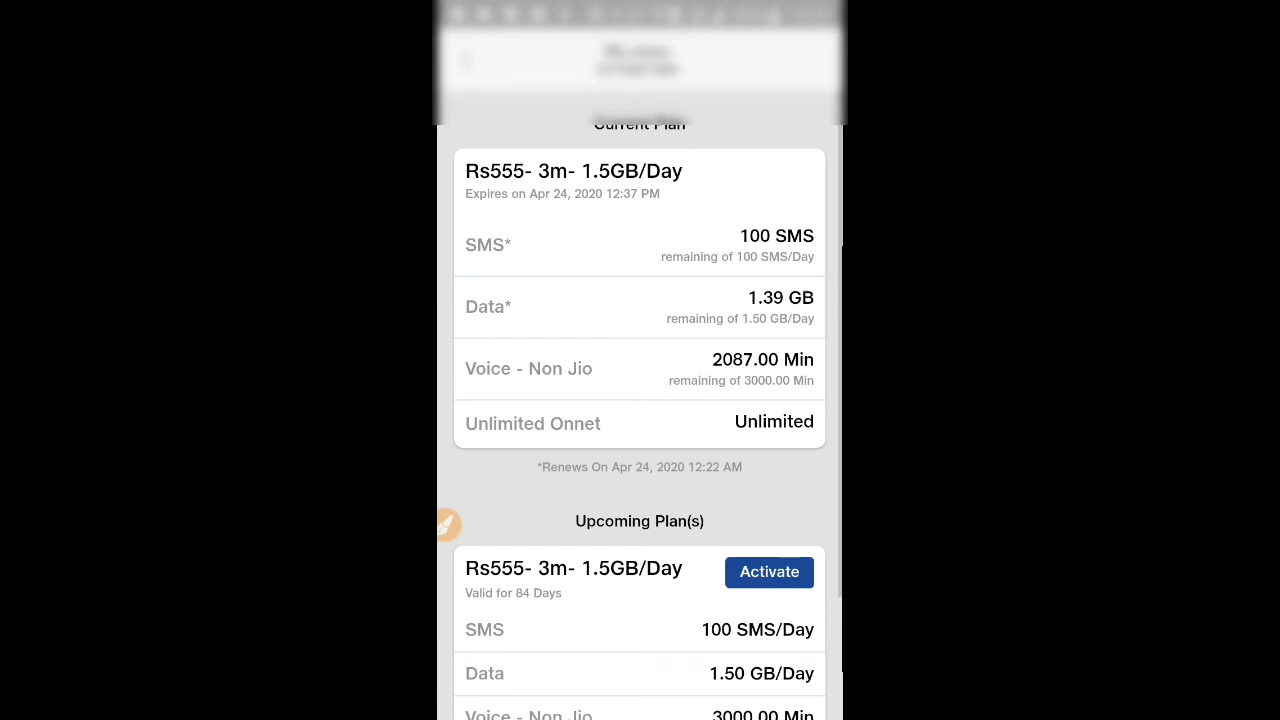 Current Plan
Rs555- 3m- 1.5GB/Day
Expires on Apr 24, 2020 12:37 PM
SMS* 100 SMS
remaining of 100 SMS/Day
Data* 1.39 GB
remaining of 1.50 GB/Day
Voice - Non Jio 2087.00 Min
remaining of 3000.00 Min
Unlimited Onnet Unlimited
*Renews On Apr 24, 2020 12:22 AM
Upcoming Plan(s)
Rs555- 3m- 1.5GB/Day Activate
Valid for 84 Days
SMS 100 SMS/Day
Data 1.50 GB/Day
Voice - Non Jio 3000.00 Min